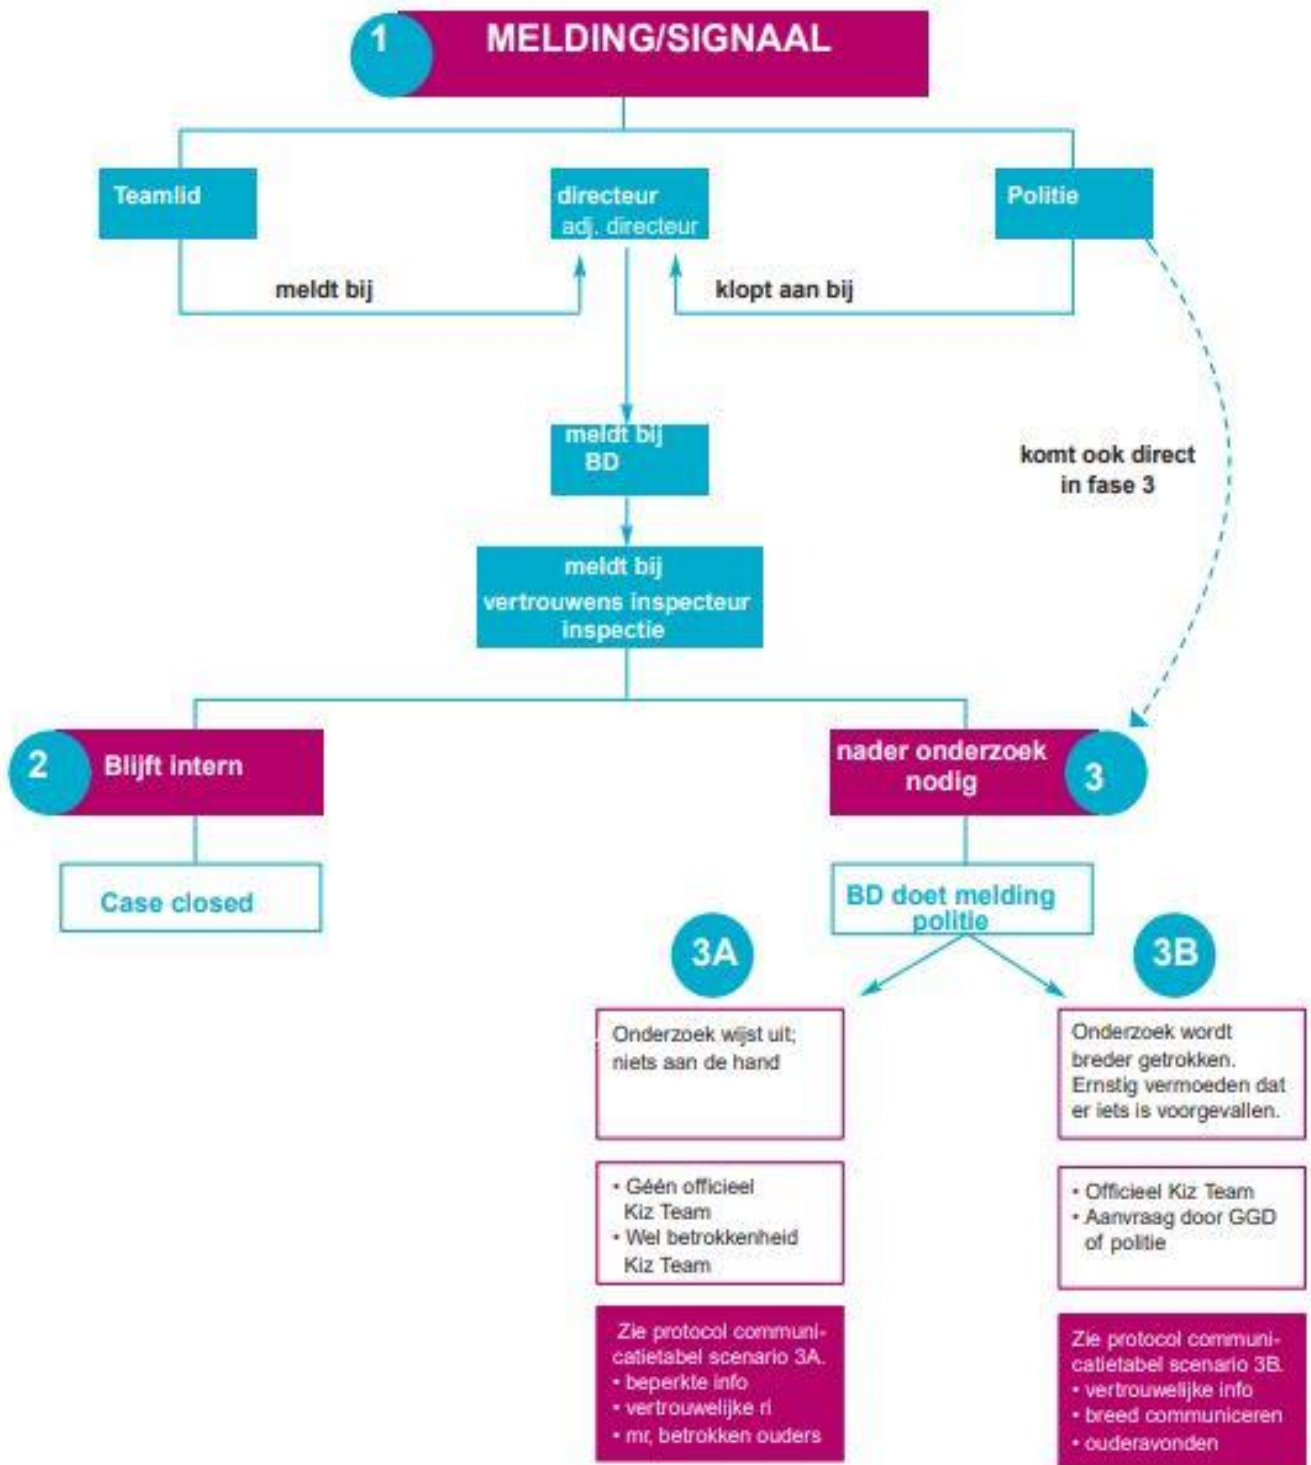 1
MELDING/SIGNAAL
Teamlid
directeur
adj. directeur
Politie
meldt bij
klopt aan bij
meldt bij
BD
komt ook direct
in fase 3
meldt bij
vertrouwens inspecteur
inspectie
2
Blijft intern
nader onderzoek
nodig
3
Case closed
BD doet melding
politie
3A
Onderzoek wijst uit;
niets aan de hand
• Géén officieel
Kiz Team
• Wel betrokkenheid
Kiz Team
Zie protocol communi-
catietabel scenario 3A.
• beperkte info
• vertrouwelijke ri
• mr, betrokken ouders
3B
Onderzoek wordt
breder getrokken.
Ernstig vermoeden dat
er iets is voorgevallen.
• Officieel Kiz Team
• Aanvraag door GGD
of politie
Zie protocol communi-
catietabel scenario 3B.
• vertrouwelijke info
• breed communiceren
• ouderavonden